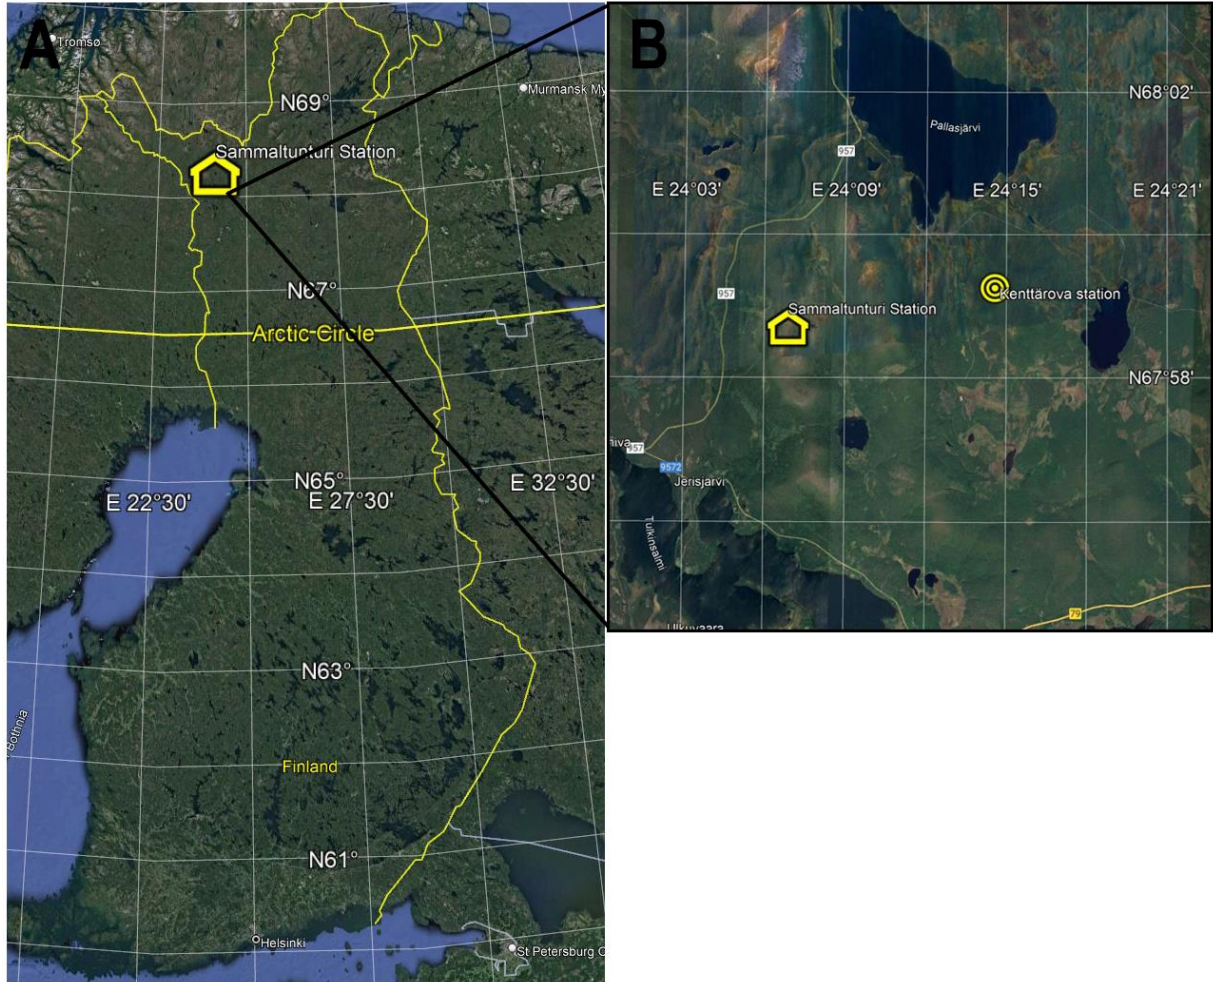 A
Tromsø
N69°
Murmansk
Sammaltunturi Station
N67°
Arctic Circle
N65°
E 22°30'
E 27°30'
E 32°30'
N63°
Bothnia
Finland
N61°
Helsinki
St Petersburg
B
N68°02'
Pallasjärvi
957
E 24°03'
E 24°09'
E 24°15'
E 24°21'
957
Kenttärova station
Sammaltunturi Station
N67°58'
957
9572
Jerisjärvi
Tulkinsalmi
79